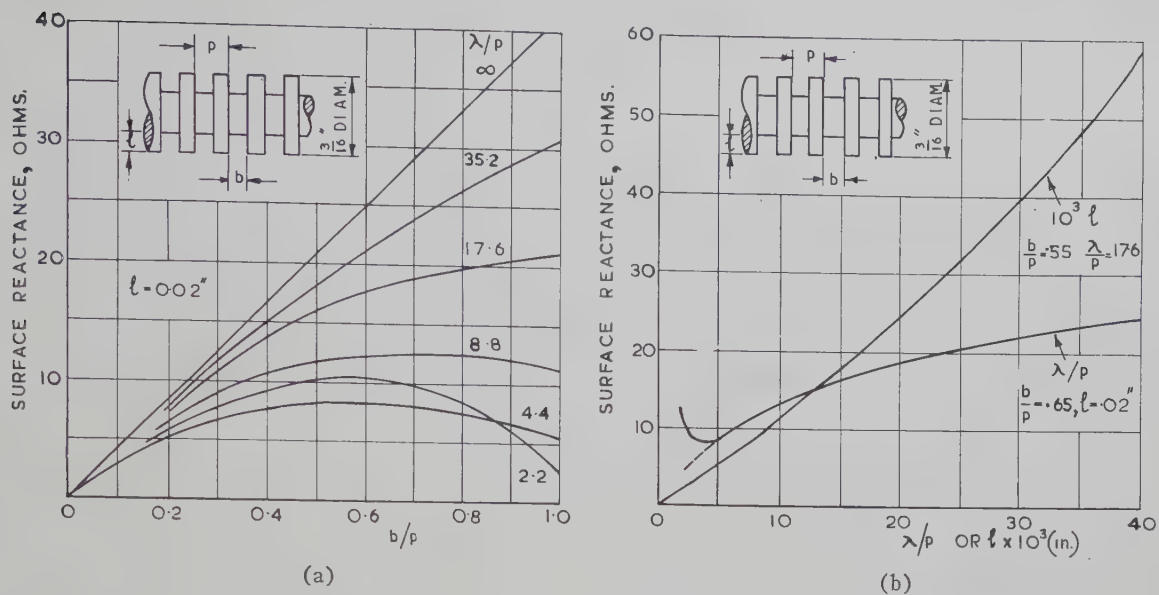 SURFACE REACTANCE, OHMS.
40
30
20
10
0
0·2
0·4
0·6
0·8
1·0
b/p
p
l
b
3/16" DIAM.
l=0·02"
λ/p
∞
35·2
17·6
8·8
4·4
2·2
(a)
SURFACE REACTANCE, OHMS.
60
50
40
30
20
10
0
10
20
30
40
λ/p OR l x 10³(in.)
p
l
b
3/16" DIAM.
10³ l
b/p=·55 λ/p=17·6
λ/p
b/p=·65, l=·02"
(b)